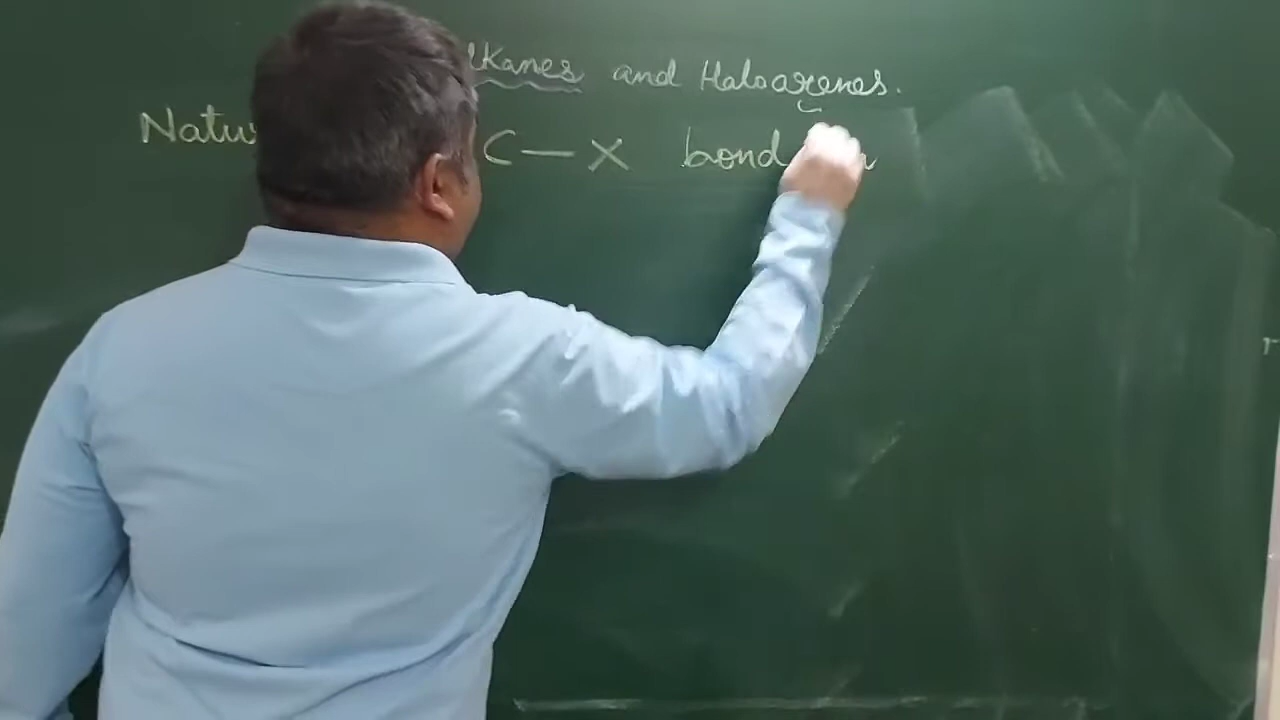 lkanes and Haloarenes.
Natu C — X bond